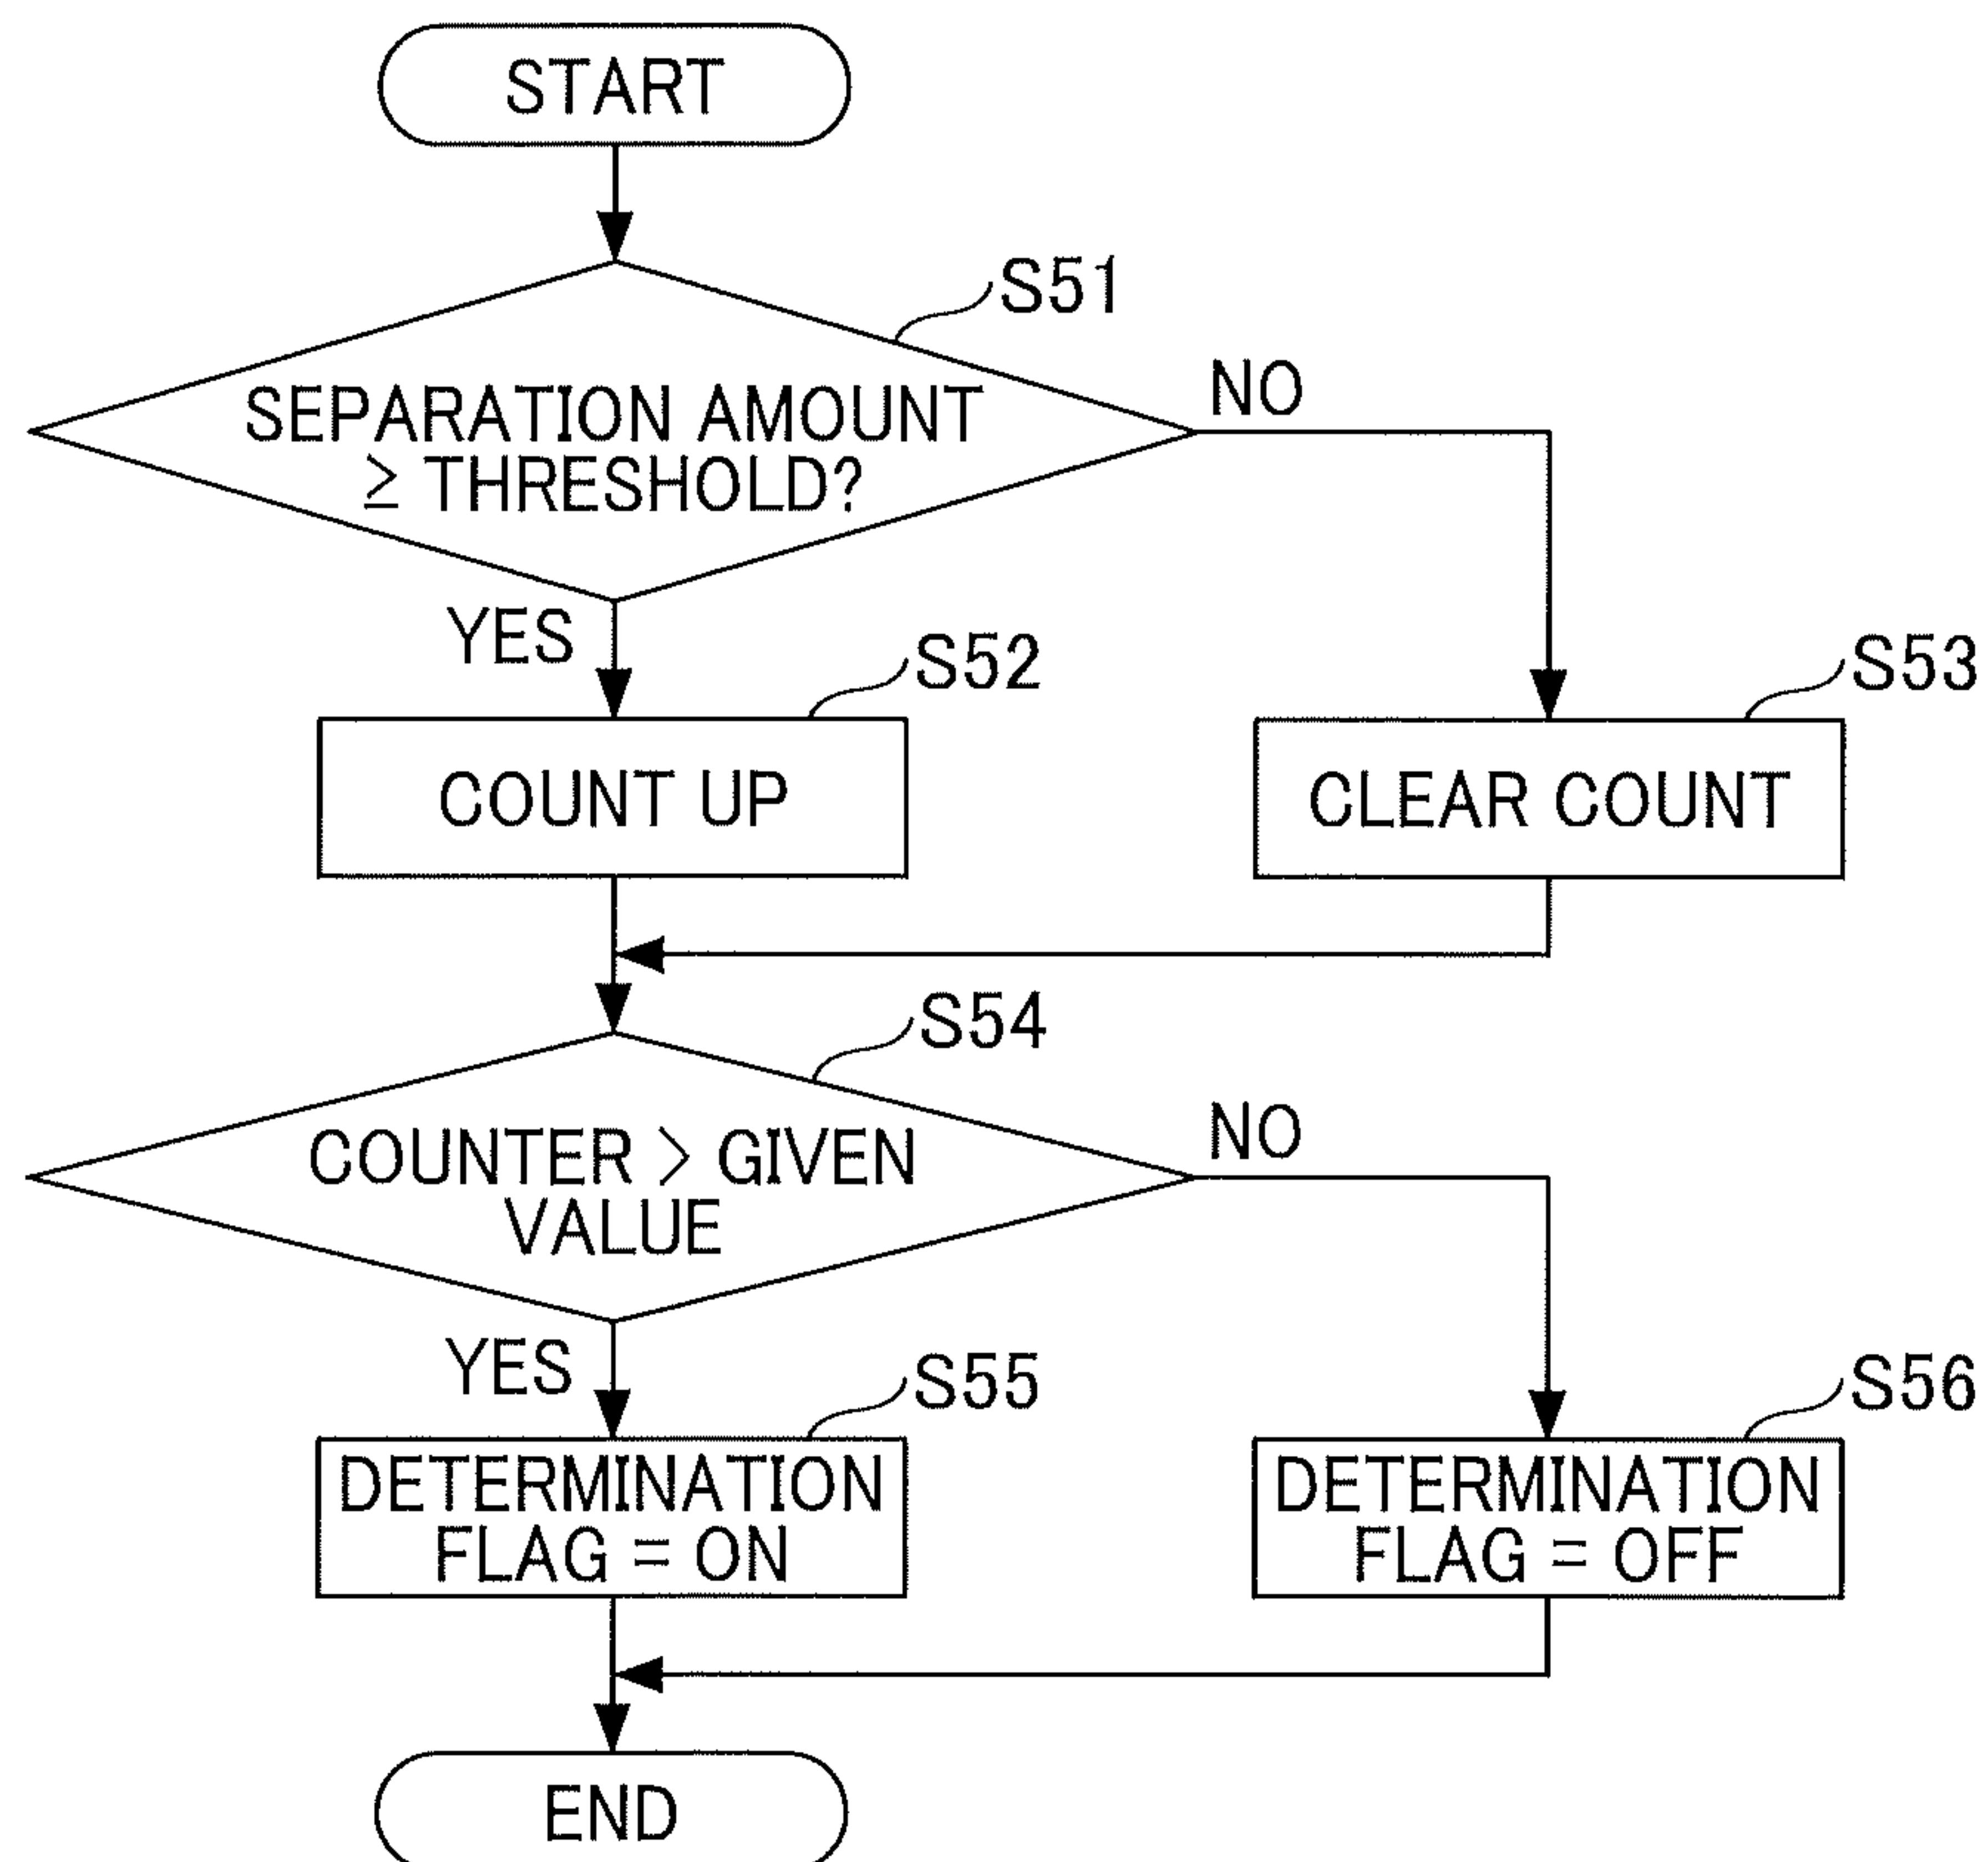 START
S51
SEPARATION AMOUNT
≥ THRESHOLD?
NO
YES
S52
S53
COUNT UP
CLEAR COUNT
S54
COUNTER > GIVEN
VALUE
NO
YES
S55
S56
DETERMINATION
FLAG = ON
DETERMINATION
FLAG = OFF
END